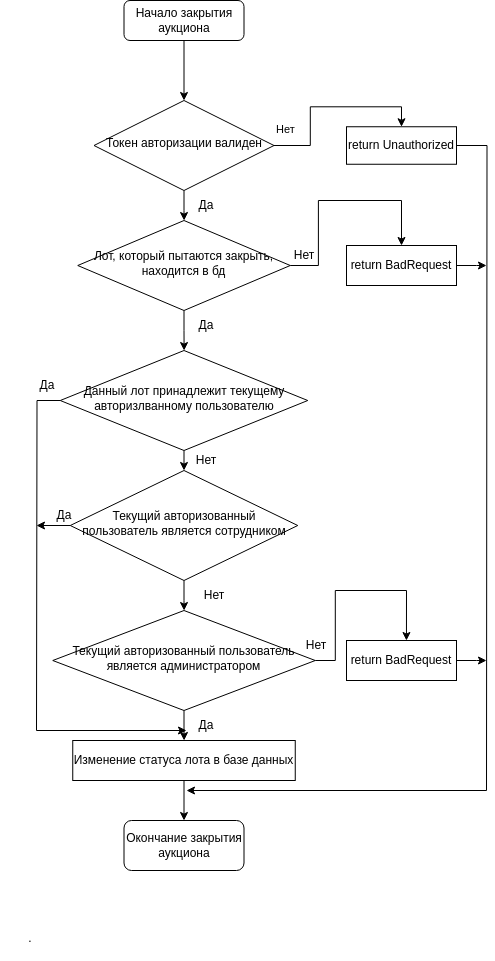 Начало закрытия
аукциона
Токен авторизации валиден
Нет
return Unauthorized
Да
Лот, который пытаются закрыть,
находится в бд
Нет
return BadRequest
Да
Данный лот принадлежит текущему
авторизлванному пользователю
Да
Нет
Текущий авторизованный
пользователь является сотрудником
Да
Нет
Текущий авторизованный пользователь
является администратором
Нет
return BadRequest
Да
Изменение статуса лота в базе данных
Окончание закрытия
аукциона
.